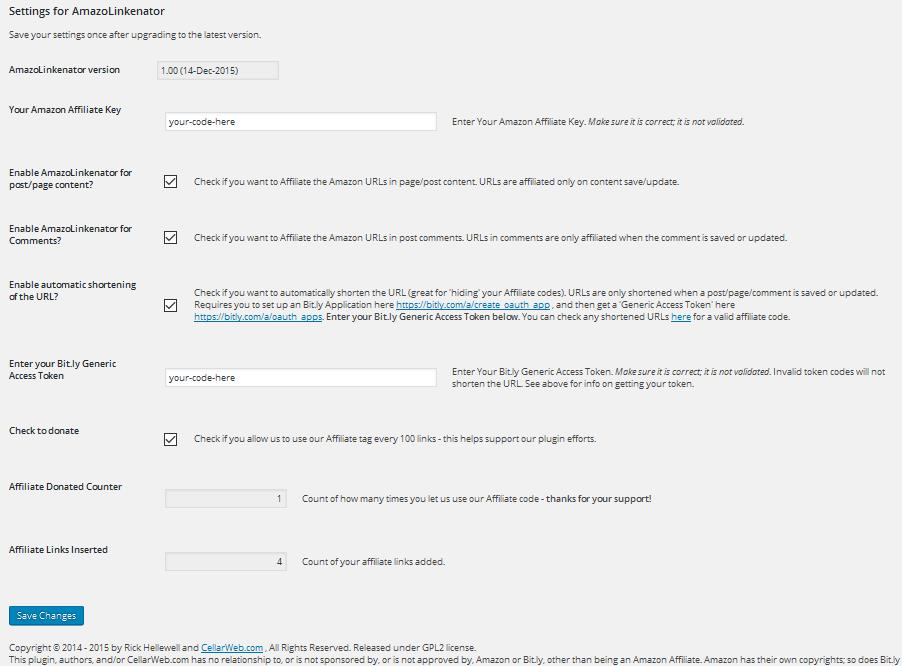 Settings for AmazoLinkenator
Save your settings once after upgrading to the latest version.
AmazoLinkenator version
1.00 (14-Dec-2015)
Your Amazon Affiliate Key
your-code-here
Enter Your Amazon Affiliate Key. Make sure it is correct; it is not validated.
Enable AmazoLinkenator for
post/page content?
Check if you want to Affiliate the Amazon URLs in page/post content. URLs are affiliated only on content save/update.
Enable AmazoLinkenator for
Comments?
Check if you want to Affiliate the Amazon URLs in post comments. URLs in comments are only affiliated when the comment is saved or updated.
Enable automatic shortening
of the URL?
Check if you want to automatically shorten the URL (great for 'hiding' your Affiliate codes). URLs are only shortened when a post/page/comment is saved or updated.
Requires you to set up an Bit.ly Application here https://bitly.com/a/create_oauth_app , and then get a 'Generic Access Token' here
https://bitly.com/a/oauth_apps. Enter your Bit.ly Generic Access Token below. You can check any shortened URLs here for a valid affiliate code.
Enter your Bit.ly Generic
Access Token
your-code-here
Enter Your Bit.ly Generic Access Token. Make sure it is correct; it is not validated. Invalid token codes will not
shorten the URL. See above for info on getting your token.
Check to donate
Check if you allow us to use our Affiliate tag every 100 links - this helps support our plugin efforts.
Affiliate Donated Counter
1
Count of how many times you let us use our Affiliate code - thanks for your support!
Affiliate Links Inserted
4
Count of your affiliate links added.
Save Changes
Copyright © 2014 - 2015 by Rick Hellewell and CellarWeb.com , All Rights Reserved. Released under GPL2 license.
This plugin, authors, and/or CellarWeb.com has no relationship to, or is not sponsored by, or is not approved by, Amazon or Bit.ly, other than being an Amazon Affiliate. Amazon has their own copyrights; so does Bit.ly